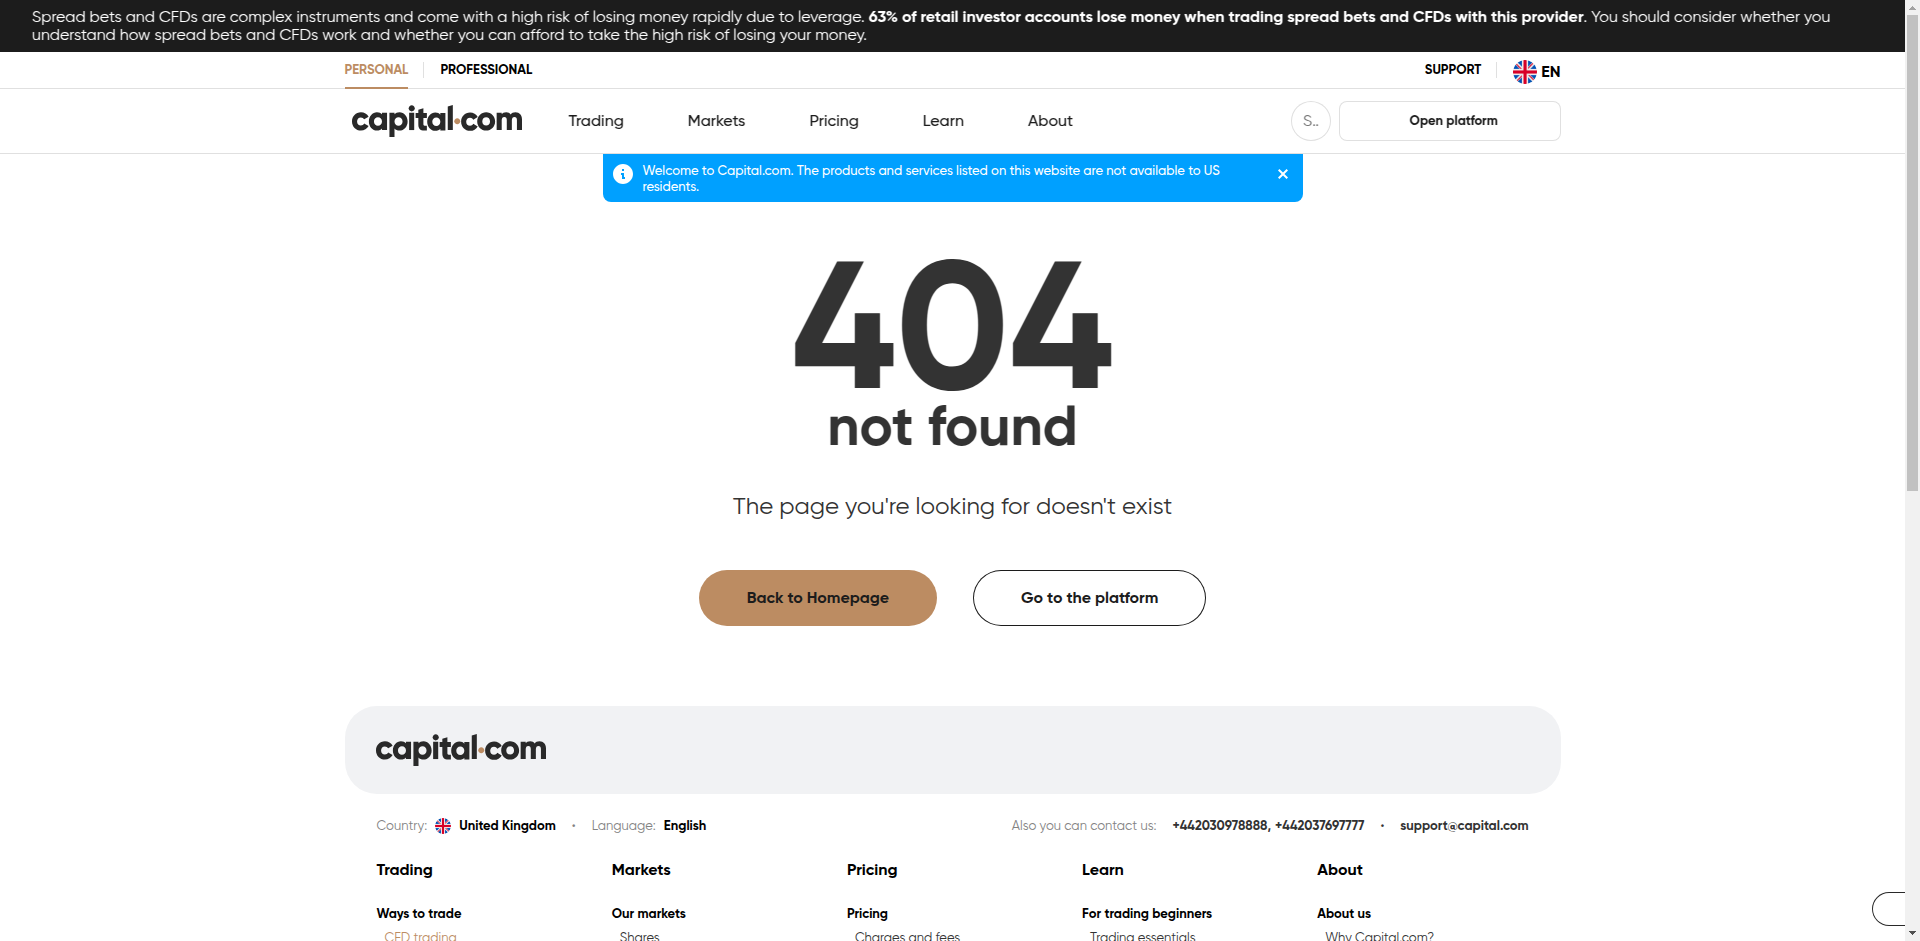 Spread bets and CFDs are complex instruments and come with a high risk of losing money rapidly due to leverage. 63% of retail investor accounts lose money when trading spread bets and CFDs with this provider. You should consider whether you
understand how spread bets and CFDs work and whether you can afford to take the high risk of losing your money.
PERSONAL PROFESSIONAL SUPPORT EN
capital.com Trading Markets Pricing Learn About S.. Open platform
Welcome to Capital.com. The products and services listed on this website are not available to US
residents.
404
not found
The page you're looking for doesn't exist
Back to Homepage Go to the platform
capital.com
Country: United Kingdom · Language: English Also you can contact us: +442030978888, +442037697777 · support@capital.com
Trading Markets Pricing Learn About
Ways to trade Our markets Pricing For trading beginners About us
CFD trading Shares Charges and fees Trading essentials Why Capital.com?